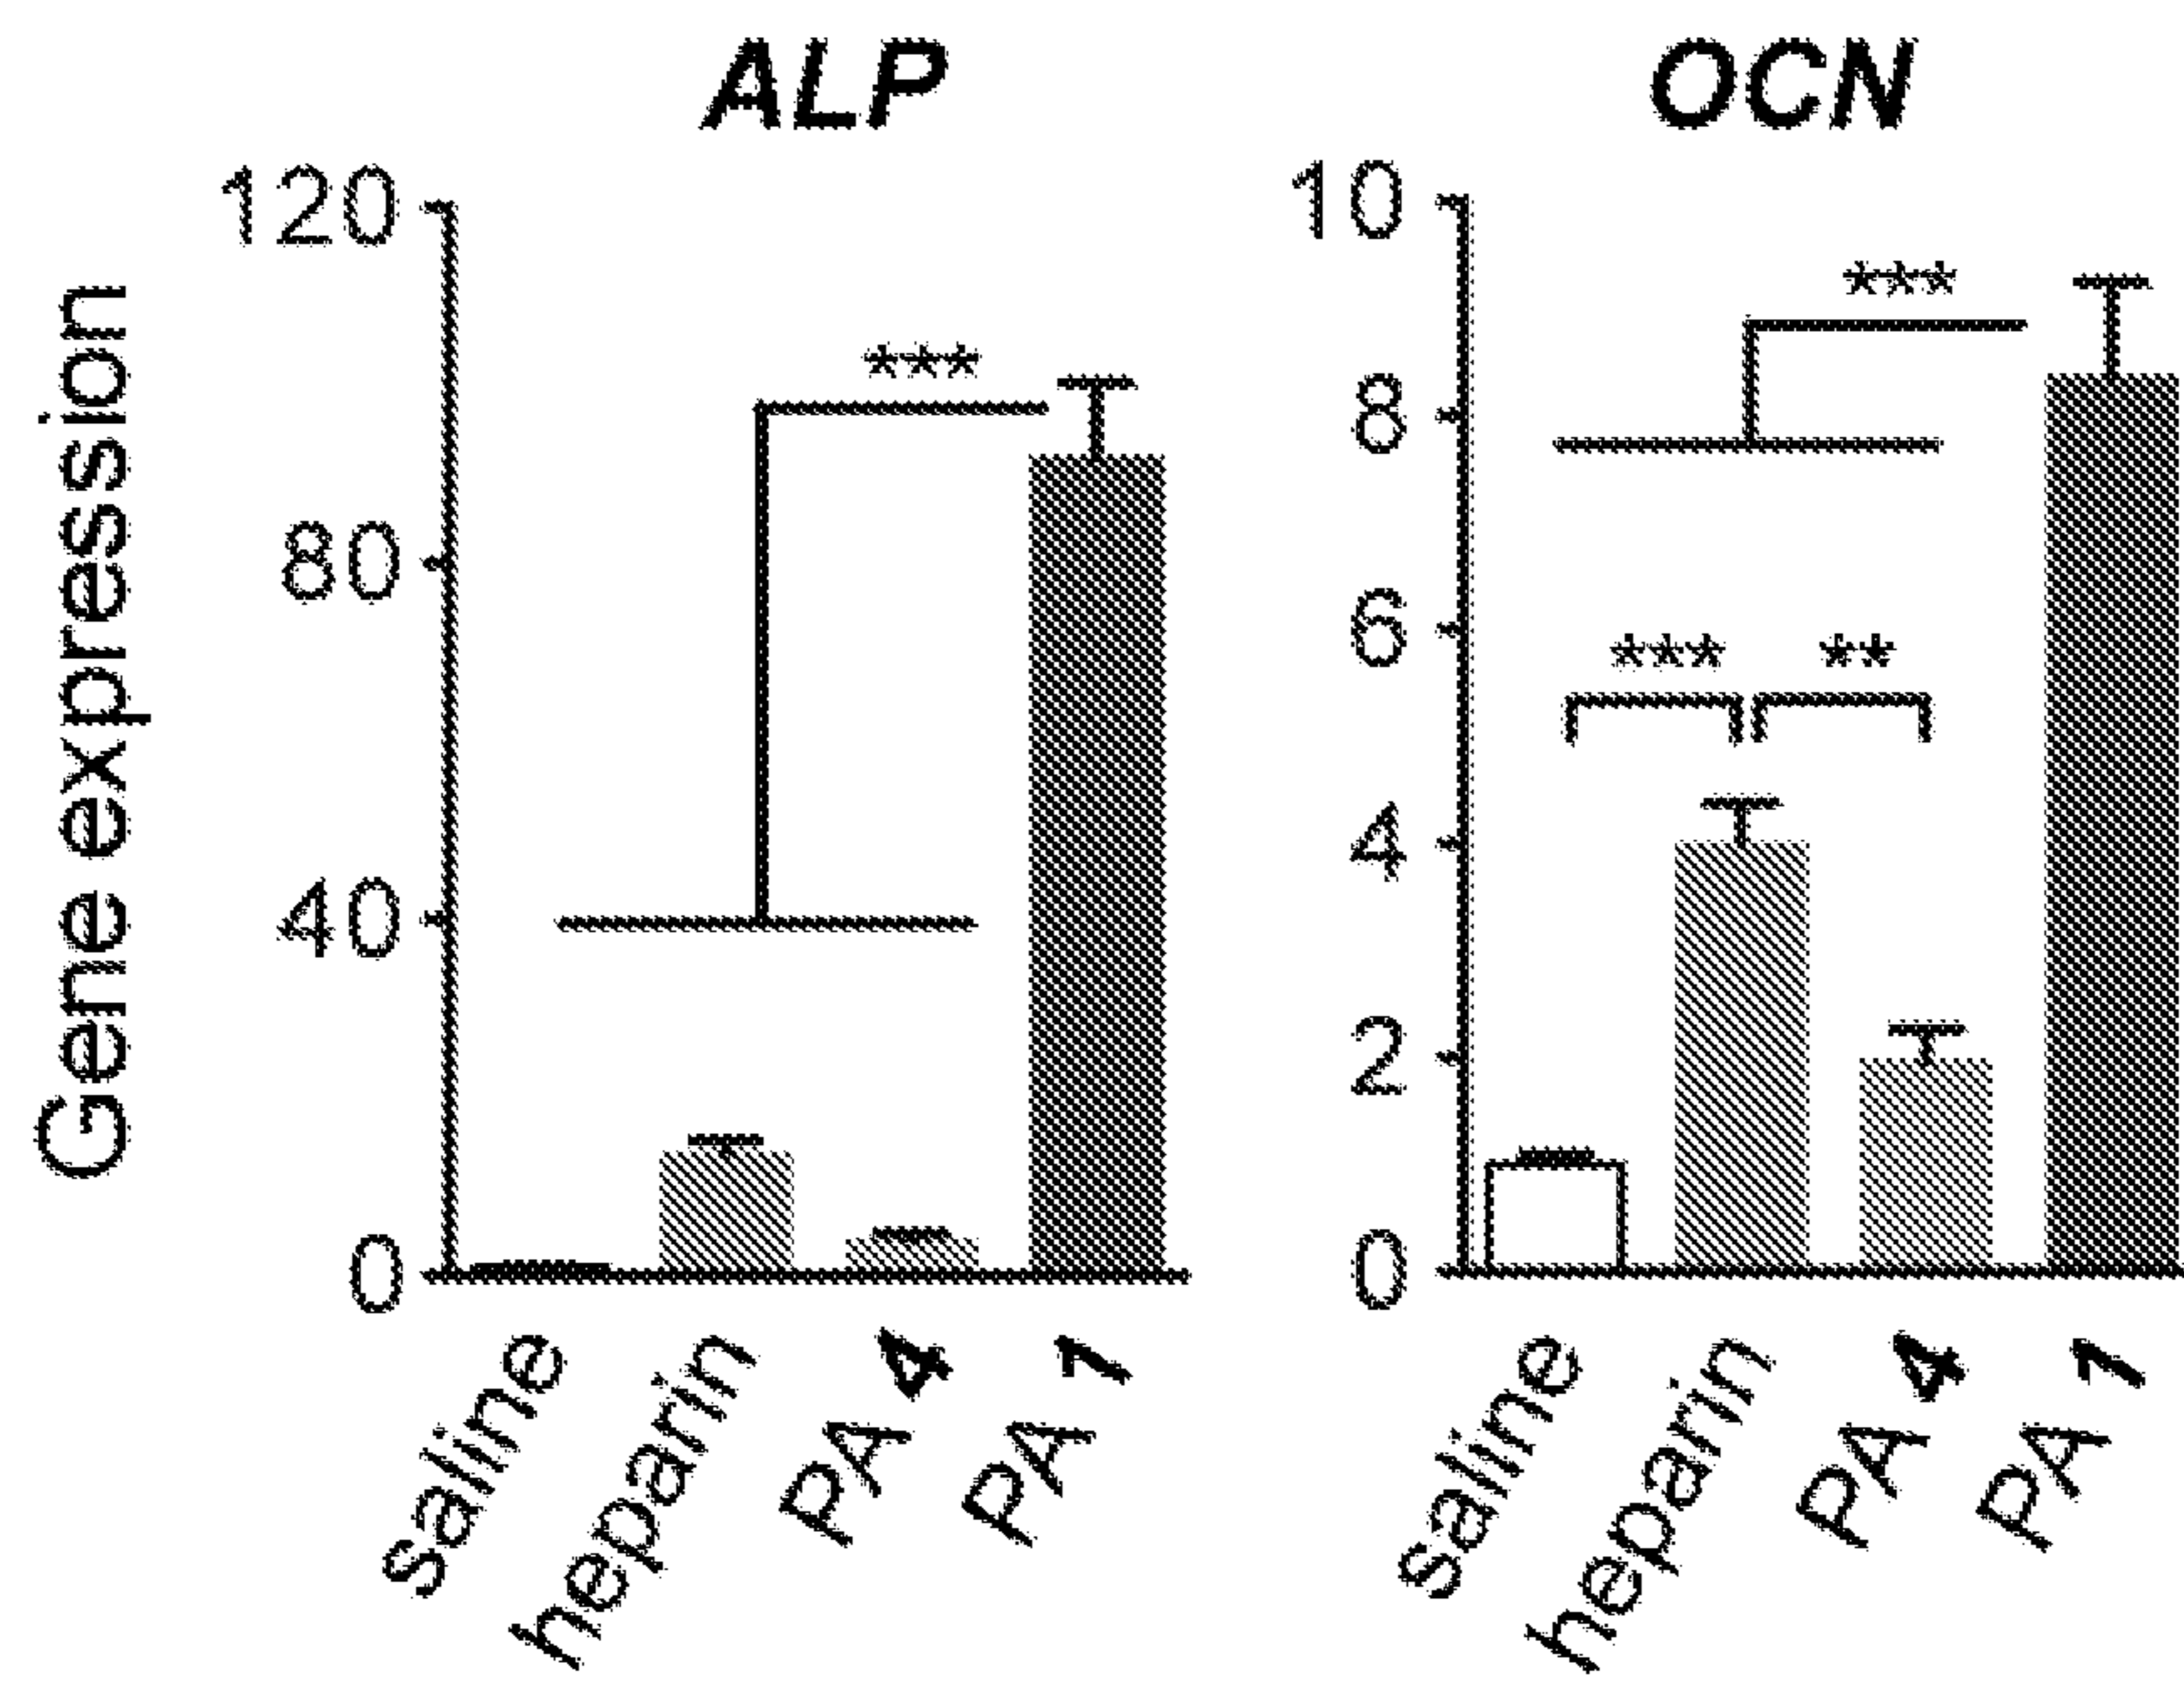 ALP
OCN
Gene expression
120
80
40
0
***
saline
heparin
PA 4
PA 1
10
8
6
4
2
0
***
***
**
saline
heparin
PA 4
PA 1